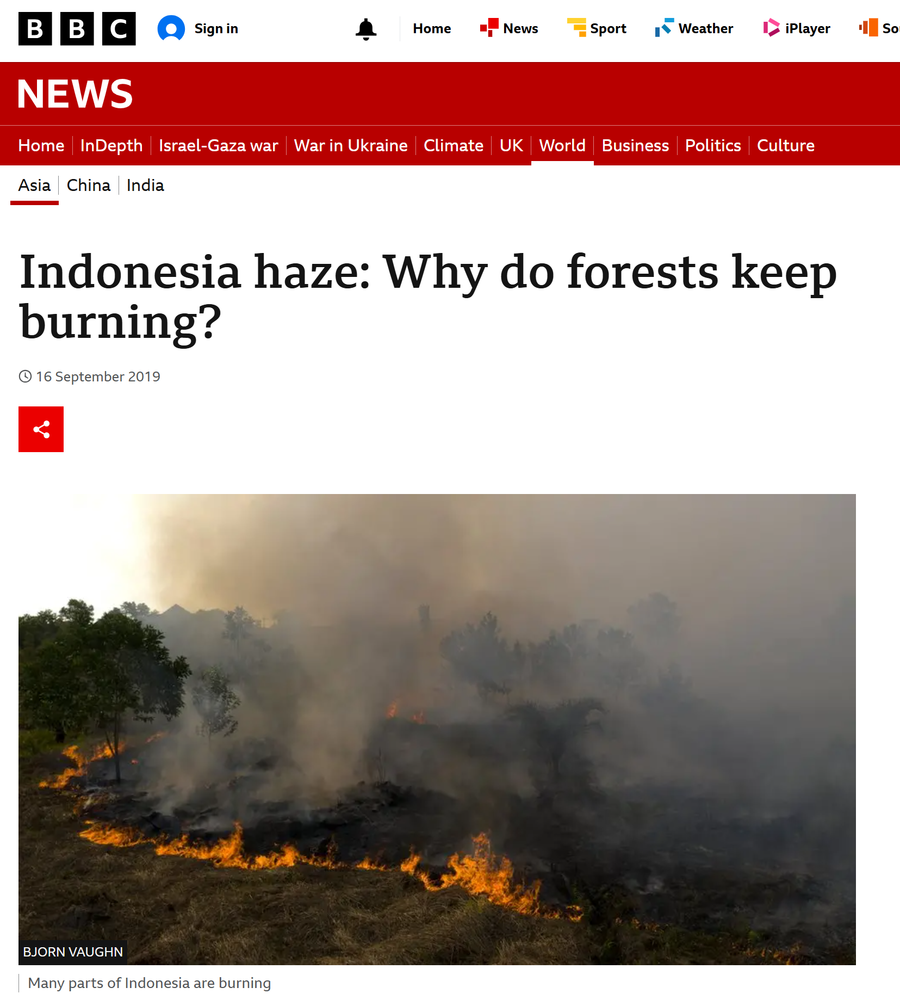 BBC Sign in Home News Sport Weather iPlayer
NEWS
Home InDepth Israel-Gaza war War in Ukraine Climate UK World Business Politics Culture
Asia China India
Indonesia haze: Why do forests keep
burning?
16 September 2019
BJORN VAUGHN
Many parts of Indonesia are burning